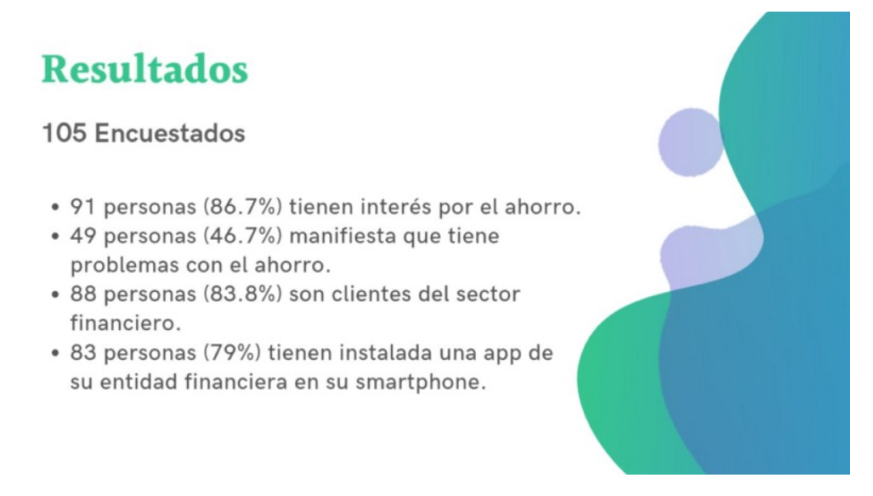 Resultados
105 Encuestados
• 91 personas (86.7%) tienen interés por el ahorro.
• 49 personas (46.7%) manifiesta que tiene
problemas con el ahorro.
• 88 personas (83.8%) son clientes del sector
financiero.
• 83 personas (79%) tienen instalada una app de
su entidad financiera en su smartphone.